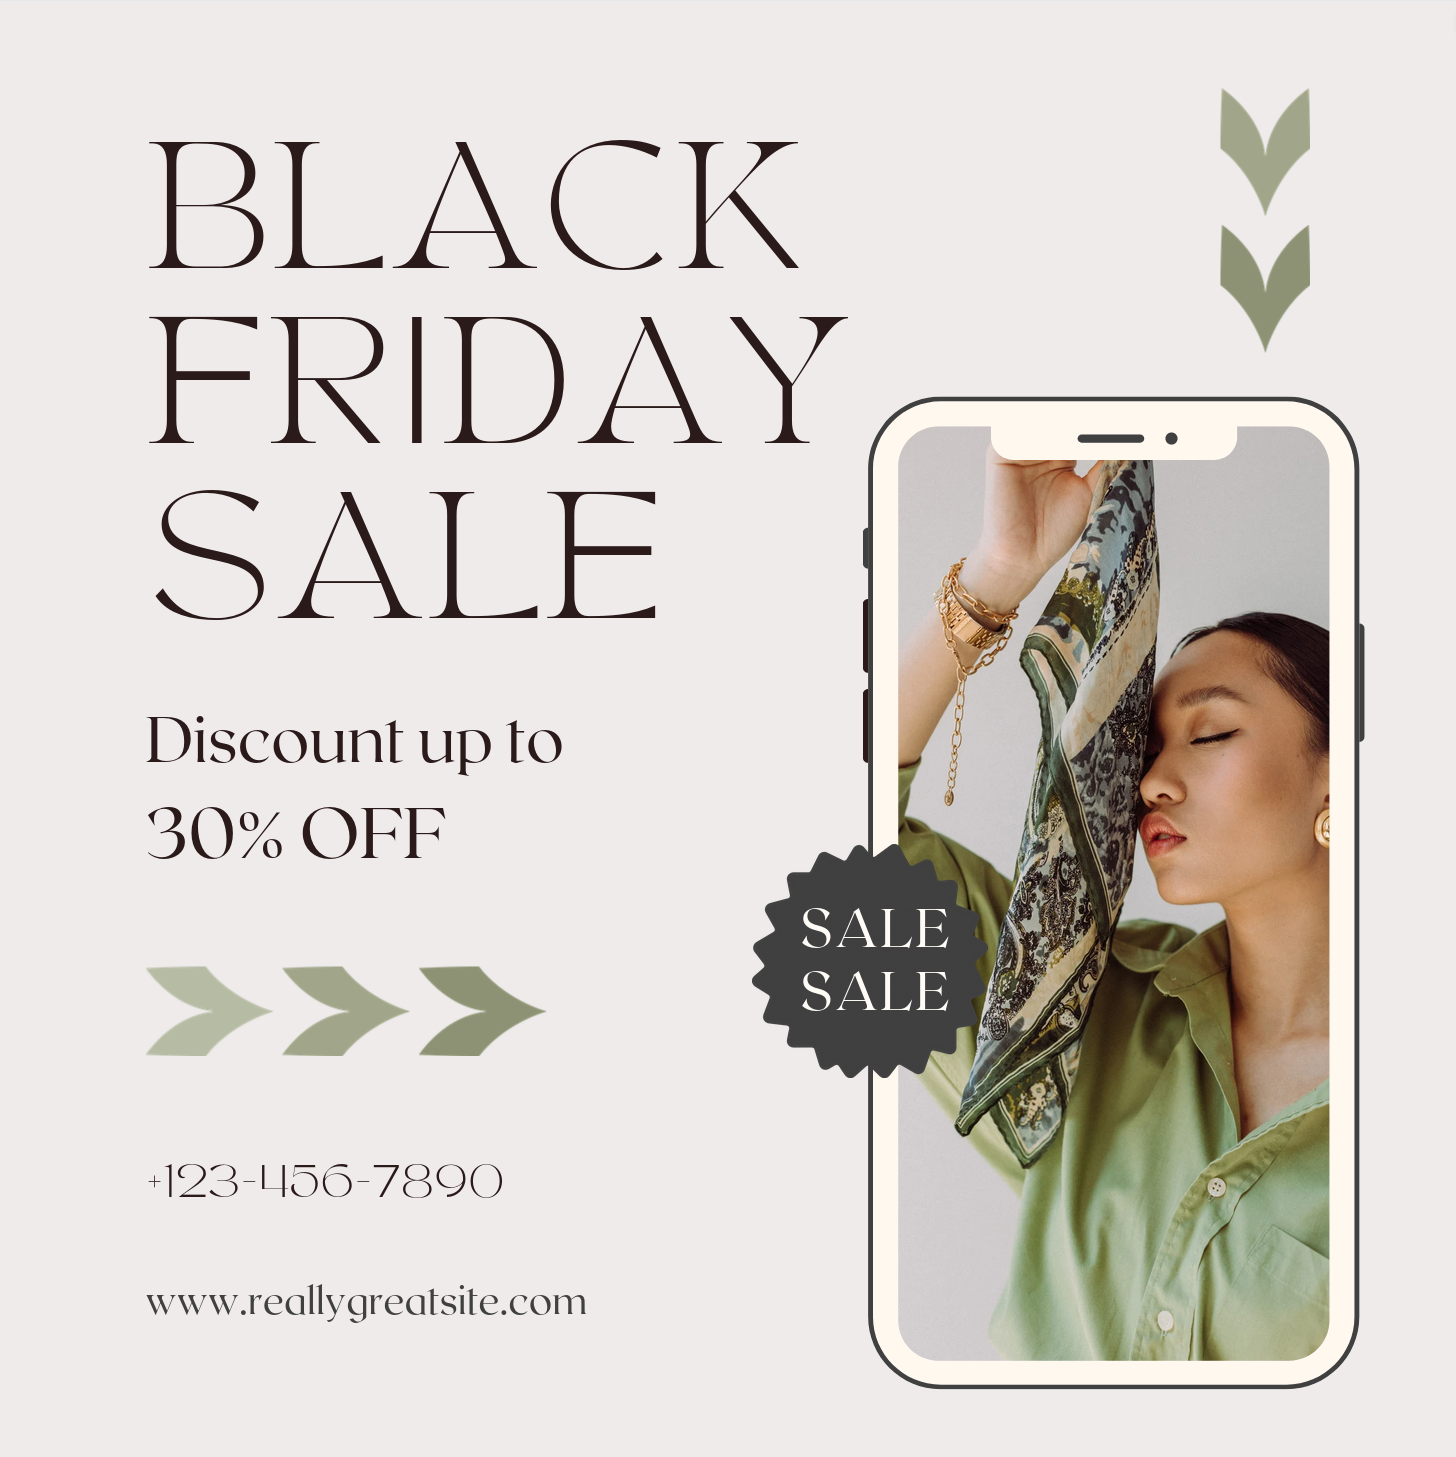 BLACK
FRIDAY
SALE
Discount up to
30% OFF
SALE
SALE
+123-456-7890
www.reallygreatsite.com